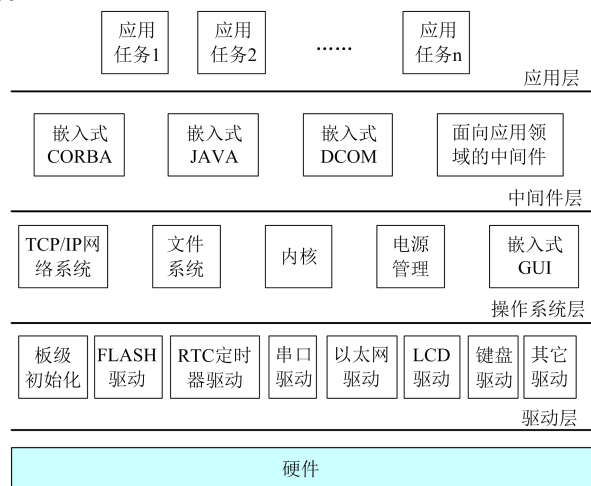 应用 应用 应用
任务1 任务2 …… 任务n
应用层
嵌入式 嵌入式 嵌入式 面向应用领
CORBA JAVA DCOM 域的中间件
中间件层
TCP/IP网 文件 内核 电源 嵌入式
络系统 系统 管理 GUI
操作系统层
板级 FLASH RTC定时 串口 以太网 LCD 键盘 其它
初始化 驱动 器驱动 驱动 驱动 驱动 驱动 驱动
驱动层
硬件